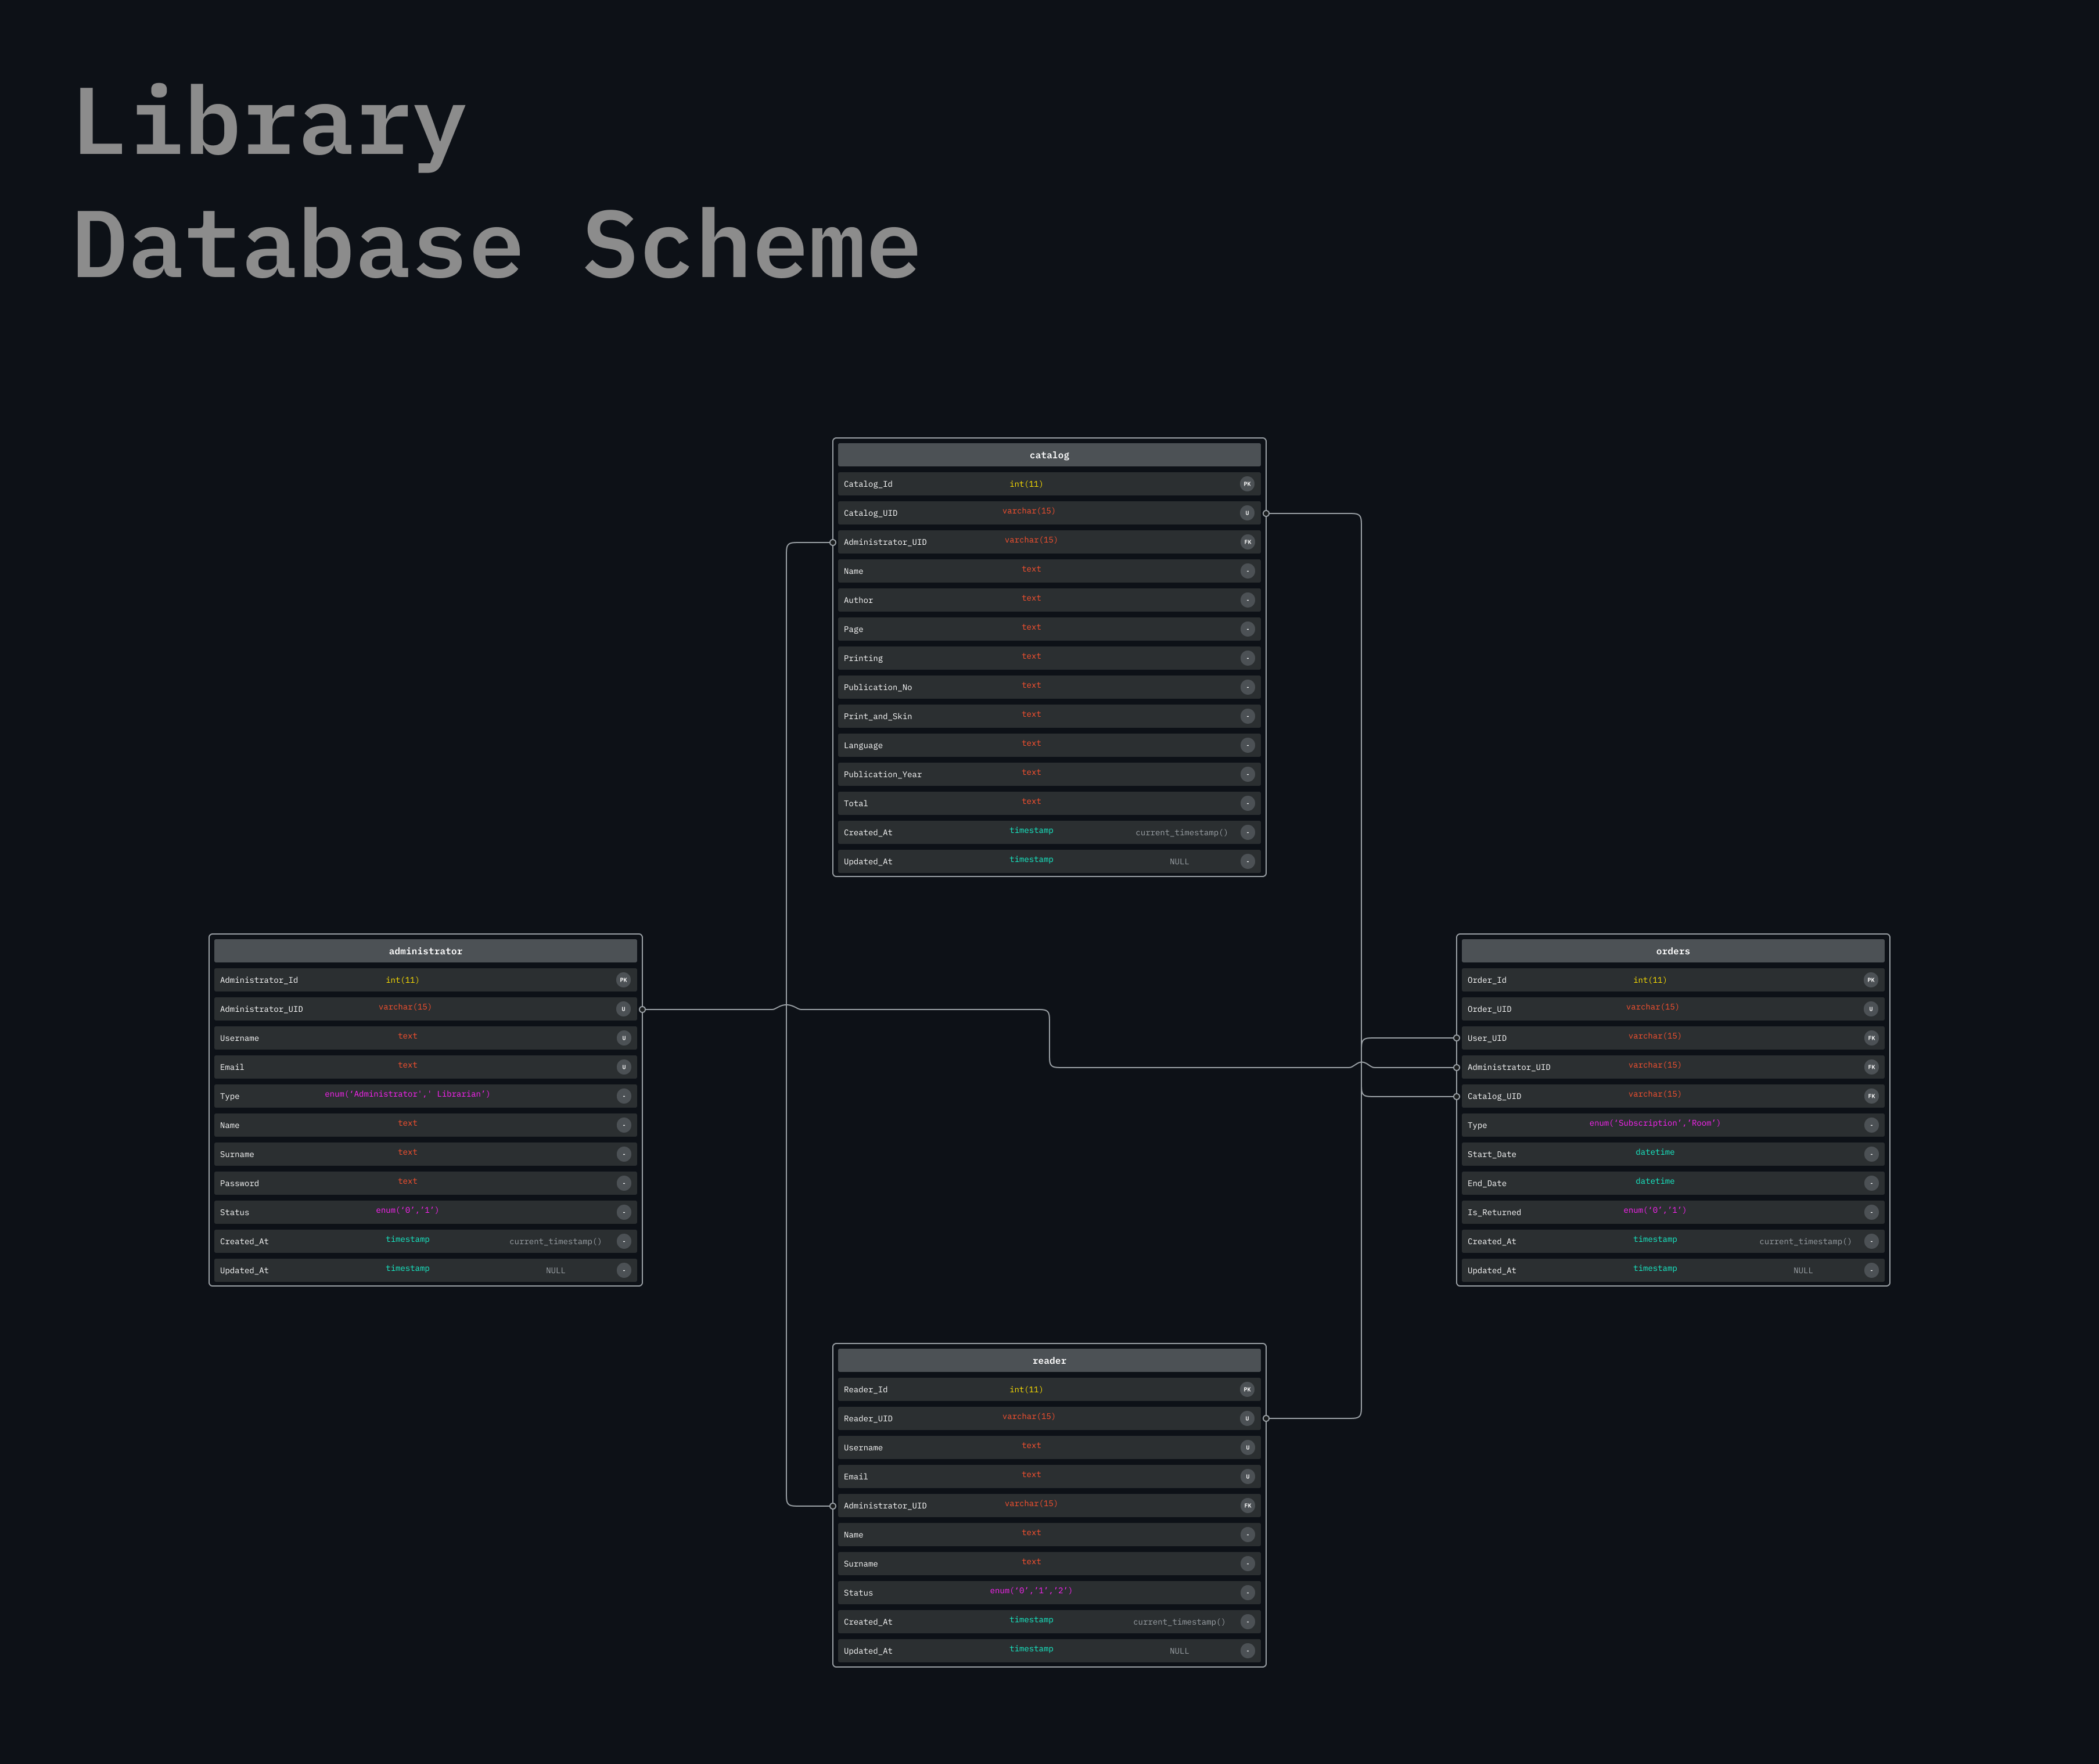 Library
Database Scheme
catalog
Catalog_Id int(11) PK
Catalog_UID varchar(15) U
Administrator_UID varchar(15) FK
Name text -
Author text -
Page text -
Printing text -
Publication_No text -
Print_and_Skin text -
Language text -
Publication_Year text -
Total text -
Created_At timestamp current_timestamp() -
Updated_At timestamp NULL -
administrator
Administrator_Id int(11) PK
Administrator_UID varchar(15) U
Username text U
Email text U
Type enum('Administrator',' Librarian') -
Name text -
Surname text -
Password text -
Status enum('0','1') -
Created_At timestamp current_timestamp() -
Updated_At timestamp NULL -
orders
Order_Id int(11) PK
Order_UID varchar(15) U
User_UID varchar(15) FK
Administrator_UID varchar(15) FK
Catalog_UID varchar(15) FK
Type enum('Subscription','Room') -
Start_Date datetime -
End_Date datetime -
Is_Returned enum('0','1') -
Created_At timestamp current_timestamp() -
Updated_At timestamp NULL -
reader
Reader_Id int(11) PK
Reader_UID varchar(15) U
Username text U
Email text U
Administrator_UID varchar(15) FK
Name text -
Surname text -
Status enum('0','1','2') -
Created_At timestamp current_timestamp() -
Updated_At timestamp NULL -